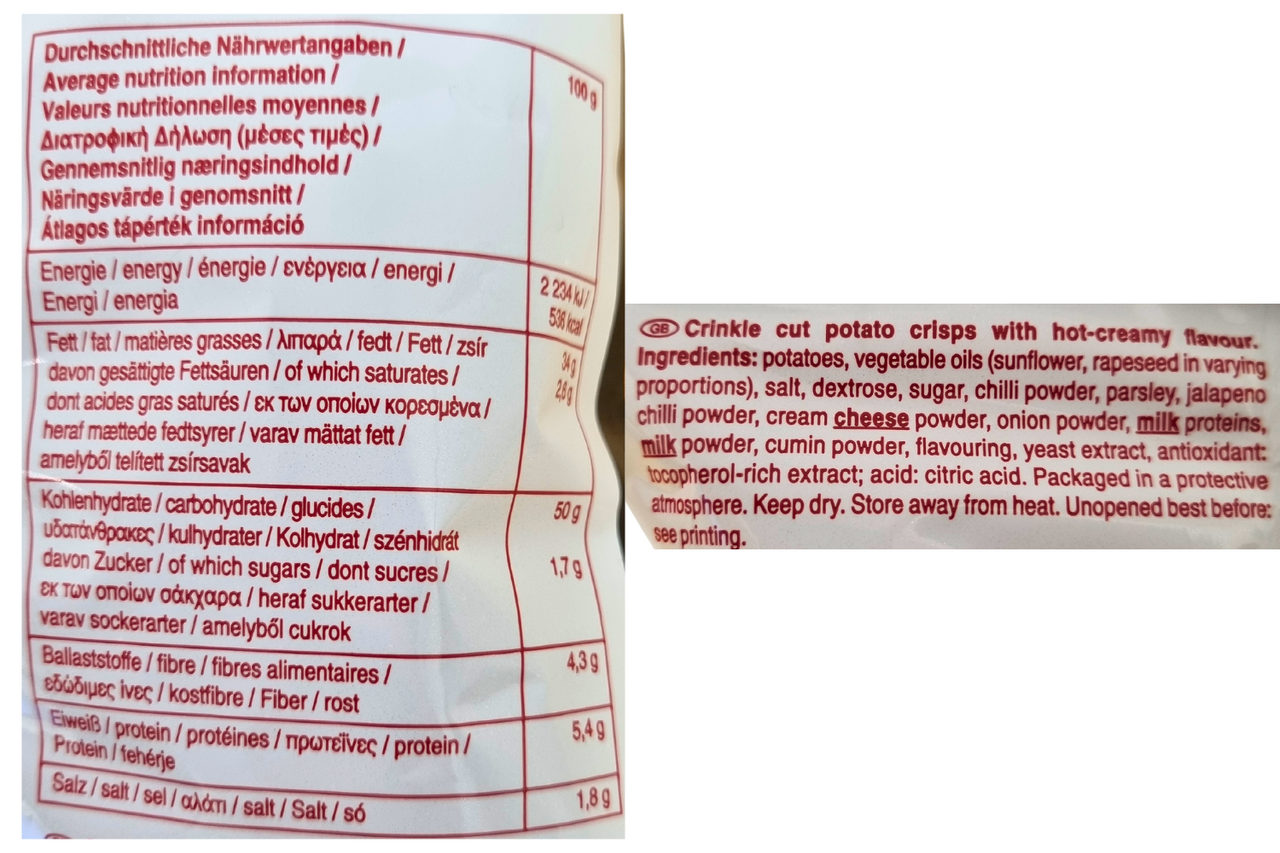 Durchschnittliche Nährwertangaben /
Average nutrition information /
Valeurs nutritionnelles moyennes /
Διατροφική Δήλωση (μέσες τιμές) /
Gennemsnitlig næringsindhold /
Näringsvärde i genomsnitt /
Átlagos tápérték információ
100 g
Energie / energy / énergie / ενέργεια / energi /
Energi / energia
2 234 kJ /
536 kcal
Fett / fat / matières grasses / λιπαρά / fedt / Fett / zsír
34 g
davon gesättigte Fettsäuren / of which saturates /
2,6 g
dont acides gras saturés / εκ των οποίων κορεσμένα /
heraf mættede fedtsyrer / varav mättat fett /
amelyből telített zsírsavak
Kohlenhydrate / carbohydrate / glucides /
50 g
υδατάνθρακες / kulhydrater / Kolhydrat / szénhidrát
davon Zucker / of which sugars / dont sucres /
1,7 g
εκ των οποίων σάκχαρα / heraf sukkerarter /
varav sockerarter / amelyből cukrok
Ballaststoffe / fibre / fibres alimentaires /
4,3 g
εδώδιμες ίνες / kostfibre / Fiber / rost
Eiweiß / protein / protéines / πρωτεΐνες / protein /
5,4 g
Protein / fehérje
Salz / salt / sel / αλάτι / salt / Salt / só
1,8 g
GB Crinkle cut potato crisps with hot-creamy flavour.
Ingredients: potatoes, vegetable oils (sunflower, rapeseed in varying
proportions), salt, dextrose, sugar, chilli powder, parsley, jalapeno
chilli powder, cream cheese powder, onion powder, milk proteins,
milk powder, cumin powder, flavouring, yeast extract, antioxidant:
tocopherol-rich extract; acid: citric acid. Packaged in a protective
atmosphere. Keep dry. Store away from heat. Unopened best before:
see printing.